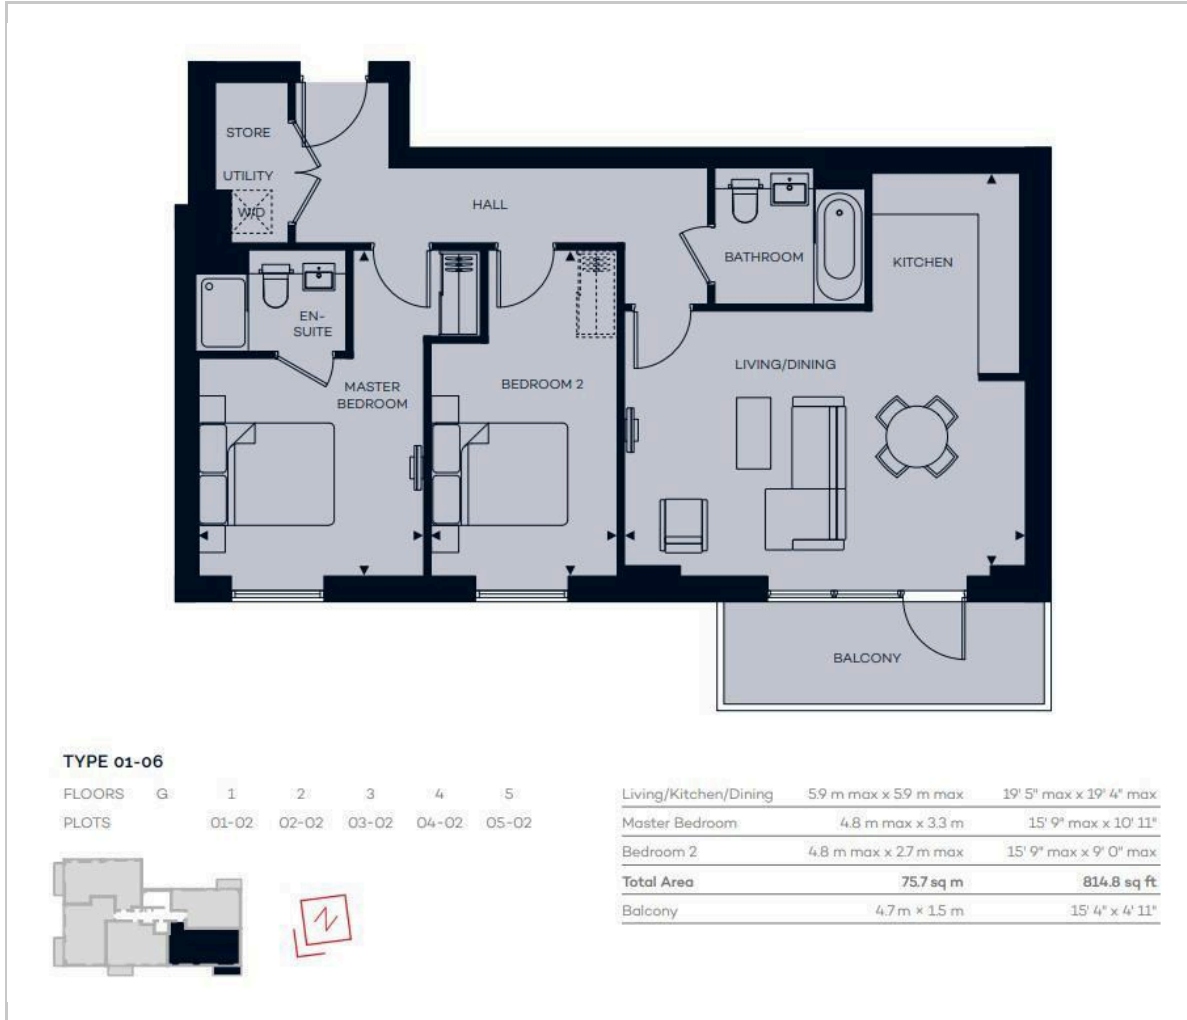 STORE
UTILITY
W/D
HALL
BATHROOM
KITCHEN
EN-
SUITE
MASTER
BEDROOM
BEDROOM 2
LIVING/DINING
BALCONY
TYPE 01-06
FLOORS G 1 2 3 4 5
PLOTS 01-02 02-02 03-02 04-02 05-02
Living/Kitchen/Dining 5.9 m max x 5.9 m max 19' 5" max x 19' 4" max
Master Bedroom 4.8 m max x 3.3 m 15' 9" max x 10' 11"
Bedroom 2 4.8 m max x 2.7 m max 15' 9" max x 9' 0" max
Total Area 75.7 sq m 814.8 sq ft
Balcony 4.7 m × 1.5 m 15' 4" x 4' 11"
N